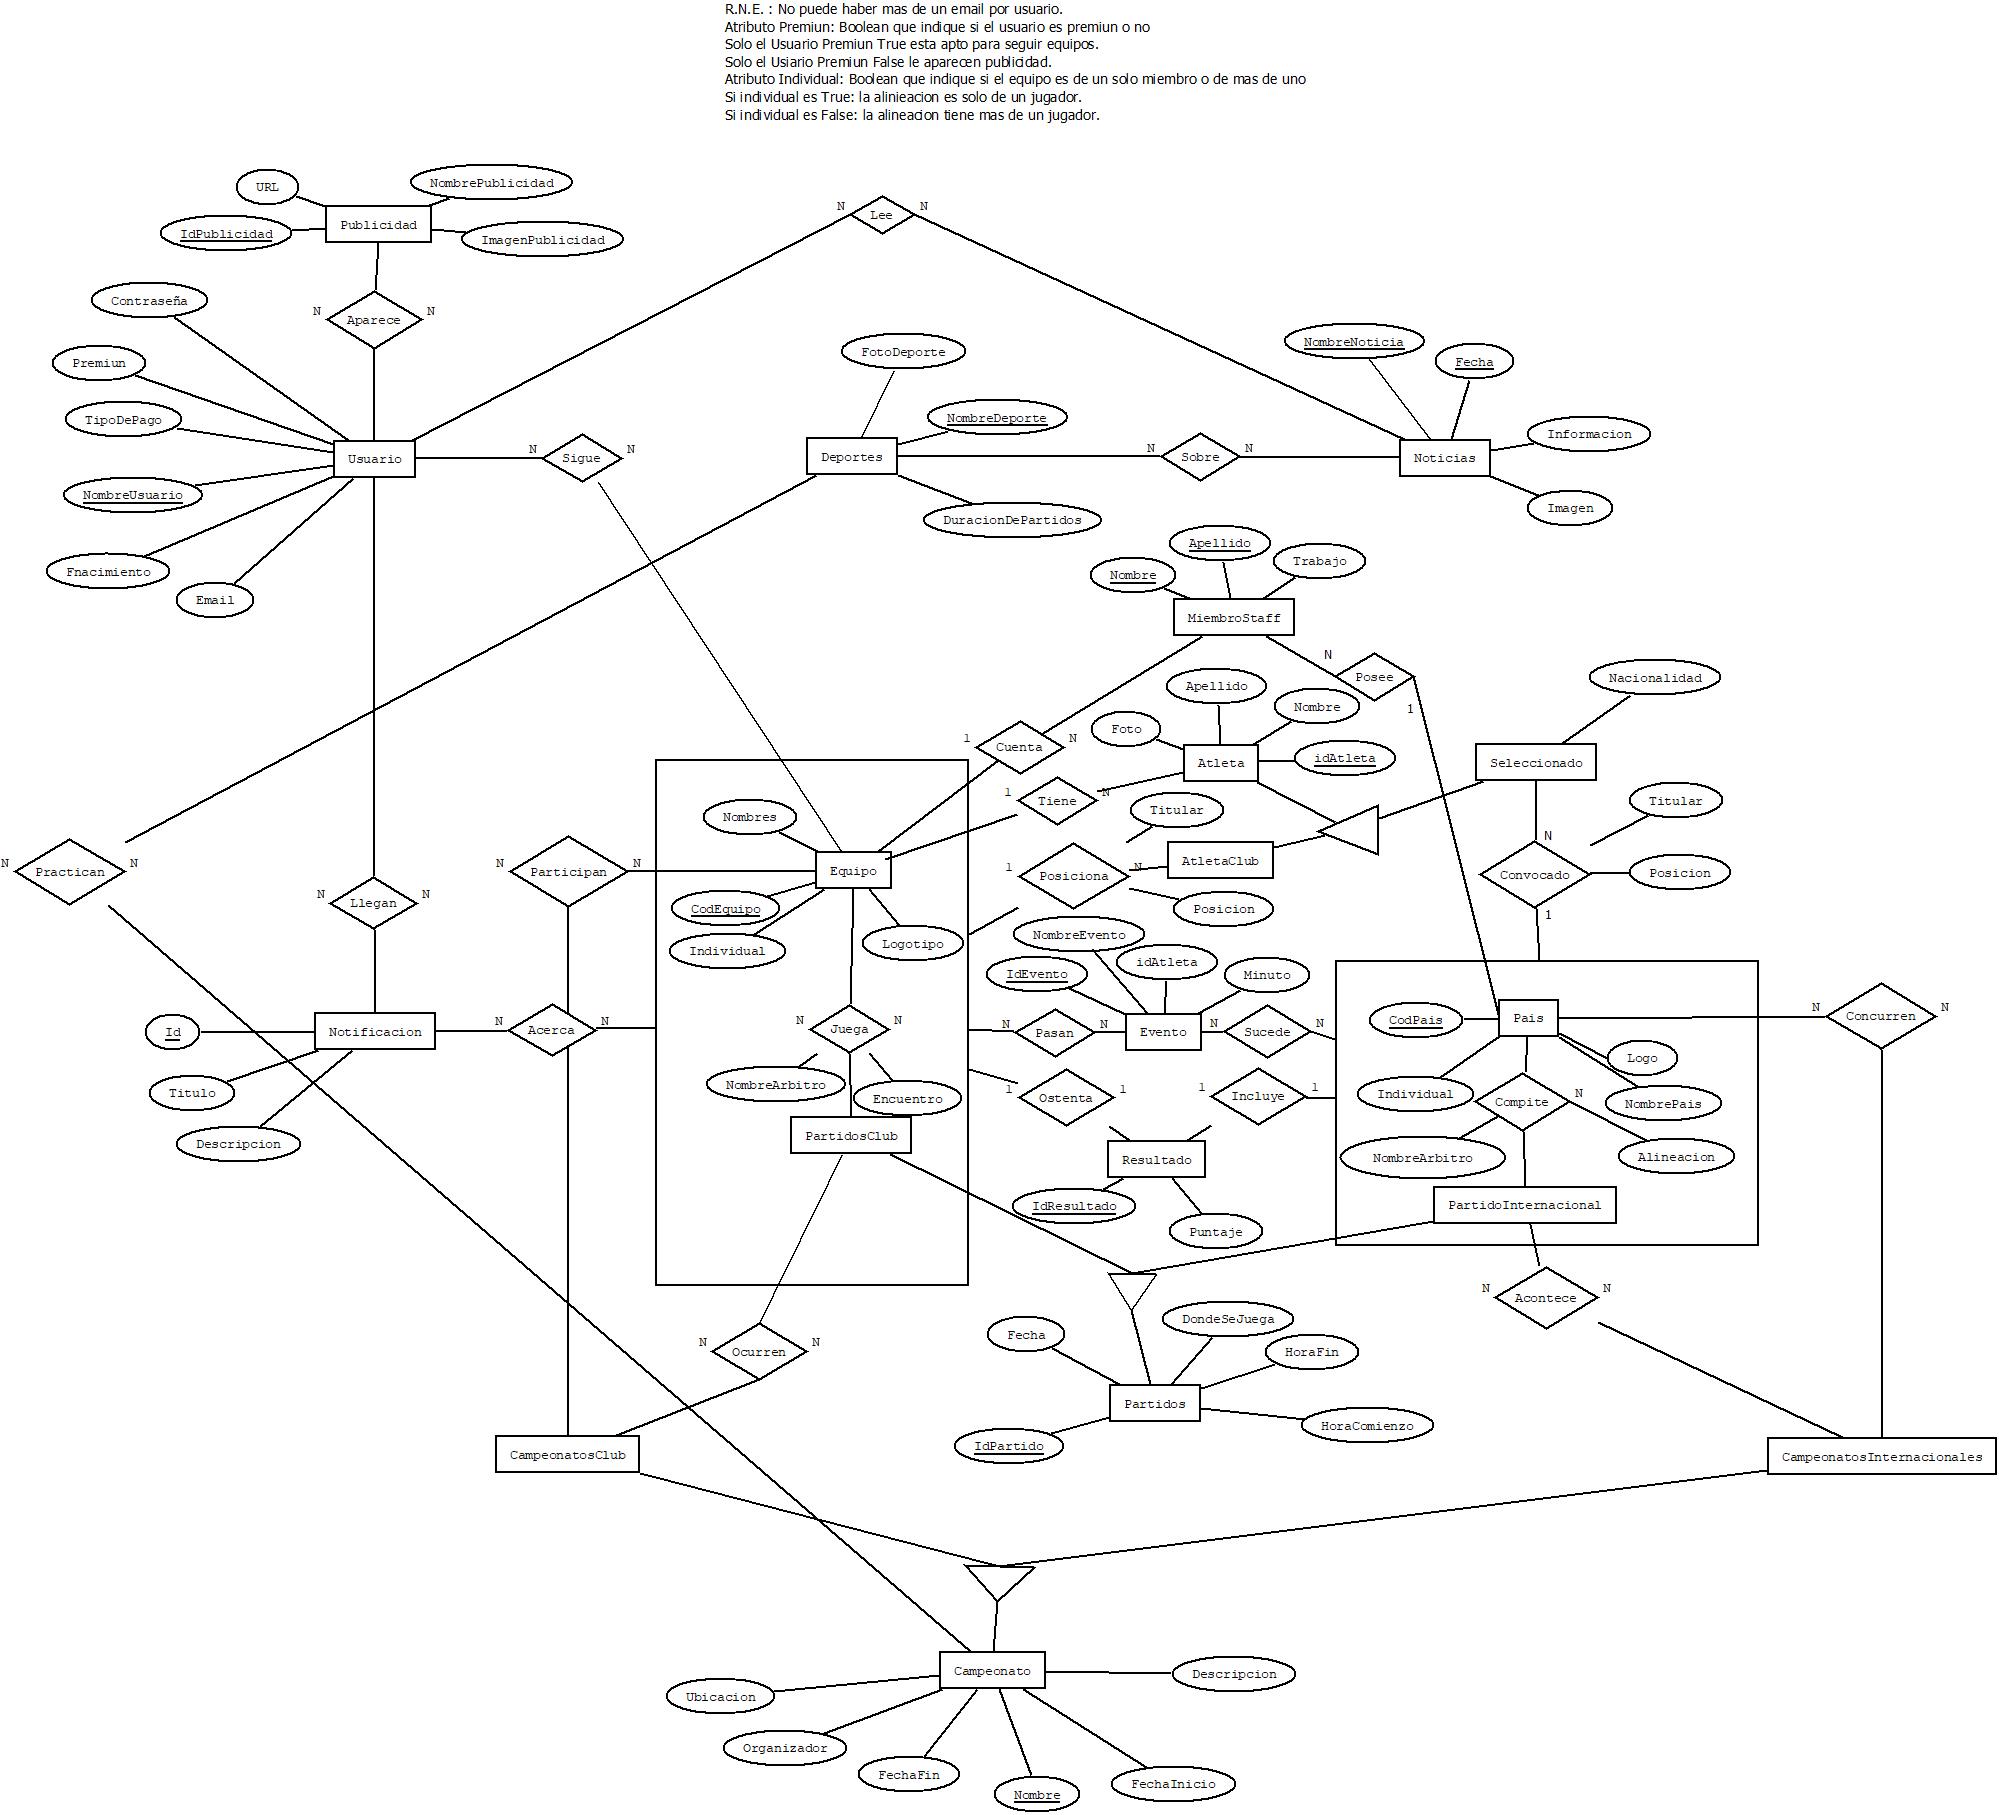 R.N.E. : No puede haber mas de un email por usuario.
Atributo Premiun: Boolean que indique si el usuario es premiun o no
Solo el Usuario Premiun True esta apto para seguir equipos.
Solo el Usiario Premiun False le aparecen publicidad.
Atributo Individual: Boolean que indique si el equipo es de un solo miembro o de mas de uno
Si individual es True: la alinieacion es solo de un jugador.
Si individual es False: la alineacion tiene mas de un jugador.
URL
NombrePublicidad
IdPublicidad
Publicidad
ImagenPublicidad
N Lee N
Contraseña
N Aparece N
Premiun
TipoDePago
Usuario
NombreUsuario
Fnacimiento
Email
N Sigue N
FotoDeporte
NombreDeporte
Deportes
DuracionDePartidos
N Sobre N
NombreNoticia
Fecha
Informacion
Noticias
Imagen
Apellido
Nombre
Trabajo
MiembroStaff
N Posee
1
Apellido
Nombre
Foto
Atleta
idAtleta
Nacionalidad
Seleccionado
1 Cuenta N
1 Tiene N
Titular
Titular
Nombres
AtletaClub
N
N Practican N
N Participan N
Equipo
1 Posiciona N
Convocado
Posicion
1
N Llegan N
CodEquipo
Individual
Logotipo
Posicion
NombreEvento
idAtleta
IdEvento
Minuto
Id
Notificacion
N Acerca N
N Juega N
N Pasan N
Evento
N Sucede N
CodPais
Pais
N Concurren N
Logo
Titulo
NombreArbitro
Encuentro
1 Ostenta 1
1 Incluye 1
Individual
Compite N
NombrePais
Descripcion
PartidosClub
Resultado
NombreArbitro
Alineacion
IdResultado
Puntaje
PartidoInternacional
N Acontece N
Fecha
DondeSeJuega
N Ocurren N
HoraFin
Partidos
HoraComienzo
IdPartido
CampeonatosClub
CampeonatosInternacionales
Campeonato
Descripcion
Ubicacion
Organizador
FechaFin
Nombre
FechaInicio